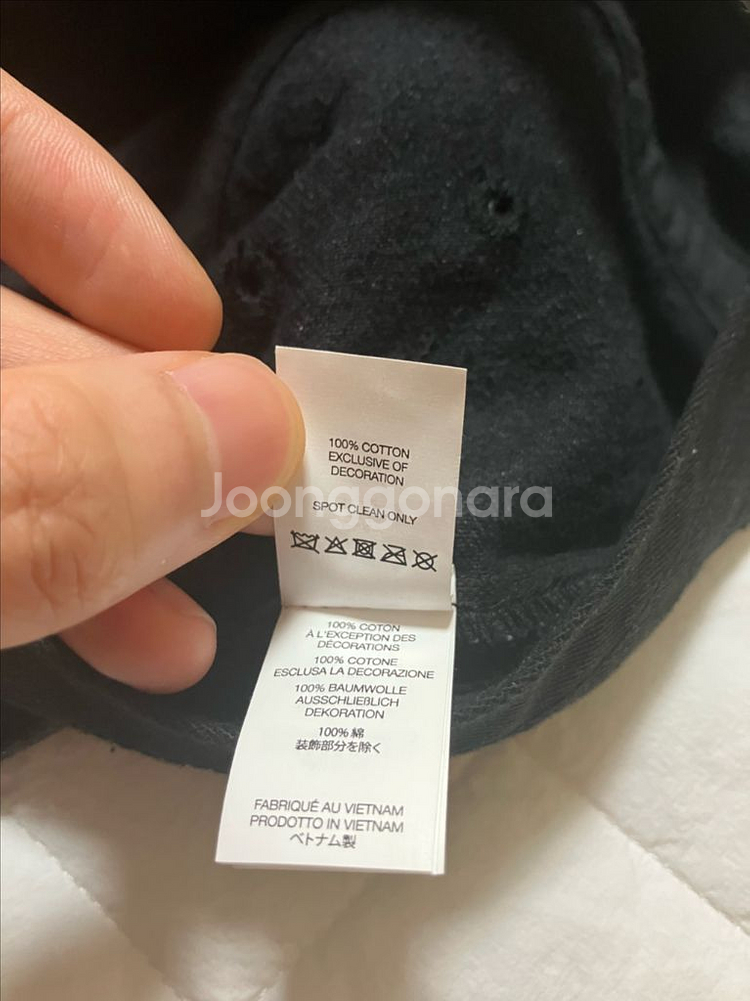 100% COTTON
EXCLUSIVE OF
DECORATION
Joonggonara
SPOT CLEAN ONLY
100% COTON
À L'EXCEPTION DES
DÉCORATIONS
100% COTONE
ESCLUSA LA DECORAZIONE
100% BAUMWOLLE
AUSSCHLIEßLICH
DEKORATION
100% 綿
装飾部分を除く
FABRIQUÉ AU VIETNAM
PRODOTTO IN VIETNAM
ベトナム製